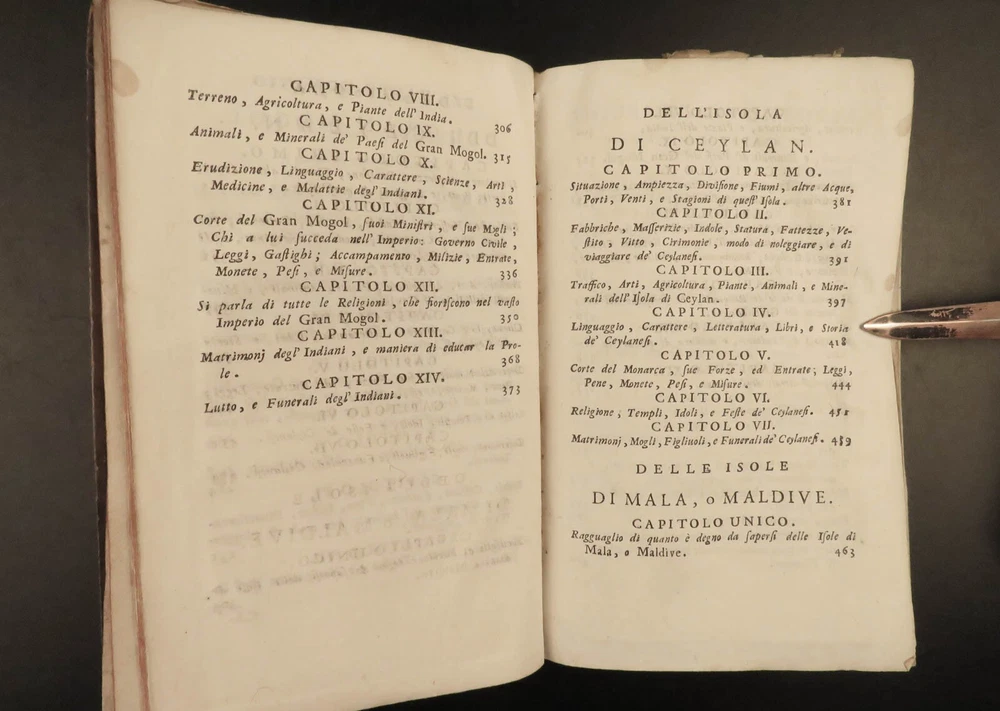 CAPITOLO VIII.
Terreno, Agricoltura, e Piante dell'India. 306
CAPITOLO IX.
Animali, e Minerali de' Paeſi del Gran Mogol. 315
CAPITOLO X.
Erudizione, Linguaggio, Carattere, Scienze, Arti,
Medicine, e Malattie degl'Indiani. 328
CAPITOLO XI.
Corte del Gran Mogol, ſuoi Miniſtri, e ſue Mogli;
Chi a lui ſucceda nell'Imperio: Governo Civile,
Leggi, Gaſtighi; Accampamento, Milizie, Entrate,
Monete, Peſi, e Miſure. 336
CAPITOLO XII.
Si parla di tutte le Religioni, che fioriſcono nel vaſto
Imperio del Gran Mogol. 350
CAPITOLO XIII.
Matrimonj degl'Indiani, e maniera di educar la Pro-
le. 368
CAPITOLO XIV.
Lutto, e Funerali degl'Indiani. 373
DELL'ISOLA
DI CEYLAN.
CAPITOLO PRIMO.
Situazione, Ampiezza, Diviſione, Fiumi, altre Acque,
Porti, Venti, e Stagioni di queſt'Iſola. 381
CAPITOLO II.
Fabbriche, Maſſerizie, Indole, Statura, Fattezze, Ve-
ſtito, Vitto, Cirimonie, modo di noleggiare, e di
viaggiare de' Ceylaneſi. 391
CAPITOLO III.
Traffico, Arti, Agricoltura, Piante, Animali, e Mine-
rali dell'Iſola di Ceylan. 397
CAPITOLO IV.
Linguaggio, Carattere, Letteratura, Libri, e Storia
de' Ceylaneſi. 418
CAPITOLO V.
Corte del Monarca, ſue Forze, ed Entrate; Leggi,
Pene, Monete, Peſi, e Miſure. 444
CAPITOLO VI.
Religione, Templi, Idoli, e Feſte de' Ceylaneſi. 451
CAPITOLO VII.
Matrimonj, Mogli, Figliuoli, e Funerali de' Ceylaneſi. 459
DELLE ISOLE
DI MALA, o MALDIVE.
CAPITOLO UNICO.
Ragguaglio di quanto è degno da ſaperſi delle Iſole di
Mala, o Maldive. 463